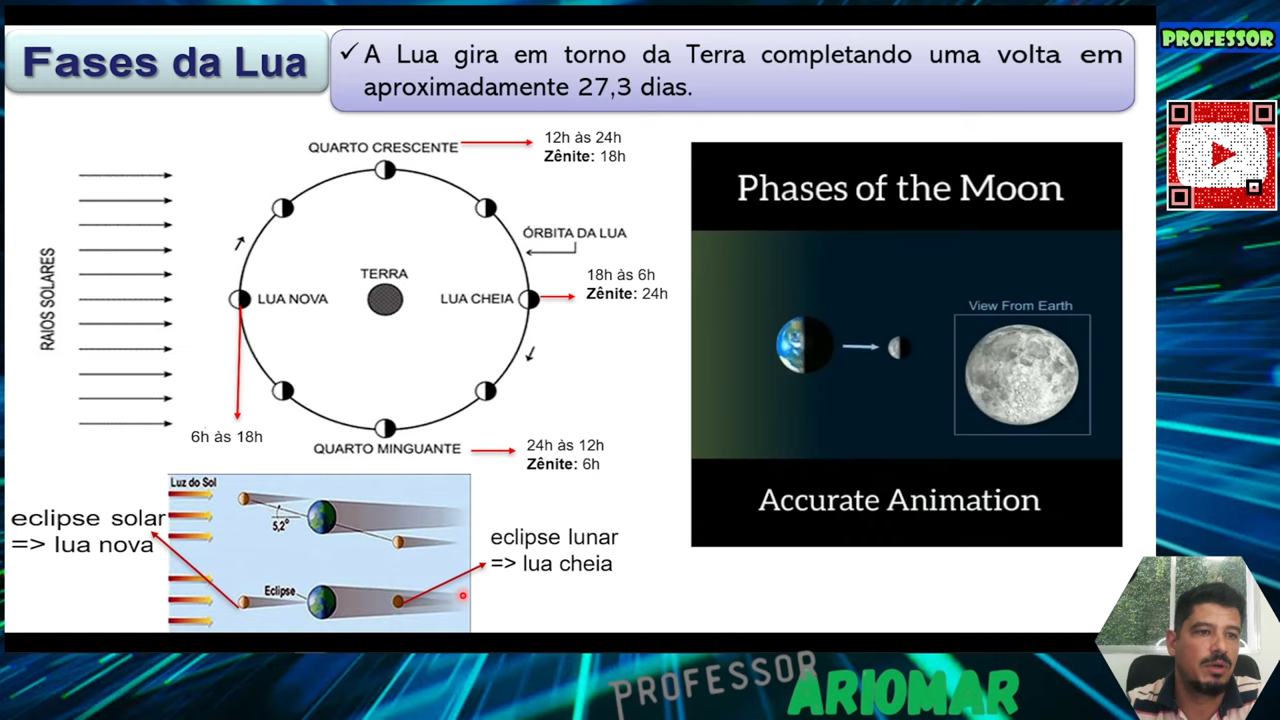 Fases da Lua
✓ A Lua gira em torno da Terra completando uma volta em
aproximadamente 27,3 dias.
PROFESSOR
QUARTO CRESCENTE
12h às 24h
Zênite: 18h
RAIOS SOLARES
ÓRBITA DA LUA
TERRA
LUA NOVA
LUA CHEIA
18h às 6h
Zênite: 24h
6h às 18h
QUARTO MINGUANTE
24h às 12h
Zênite: 6h
Phases of the Moon
View From Earth
Accurate Animation
Luz do Sol
5,2°
Eclipse
eclipse solar
=> lua nova
eclipse lunar
=> lua cheia
PROFESSOR
ARIOMAR